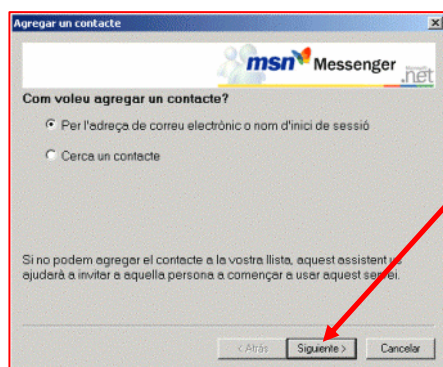 Agregar un contacte
msn Messenger
Microsoft
.net
Com voleu agregar un contacte?
Per l'adreça de correu electrònic o nom d'inici de sessió
Cerca un contacte
Si no podem agregar el contacte a la vostra llista, aquest assistent us
ajudarà a invitar a aquella persona a començar a usar aquest servei.
< Atrás
Siguiente >
Cancelar